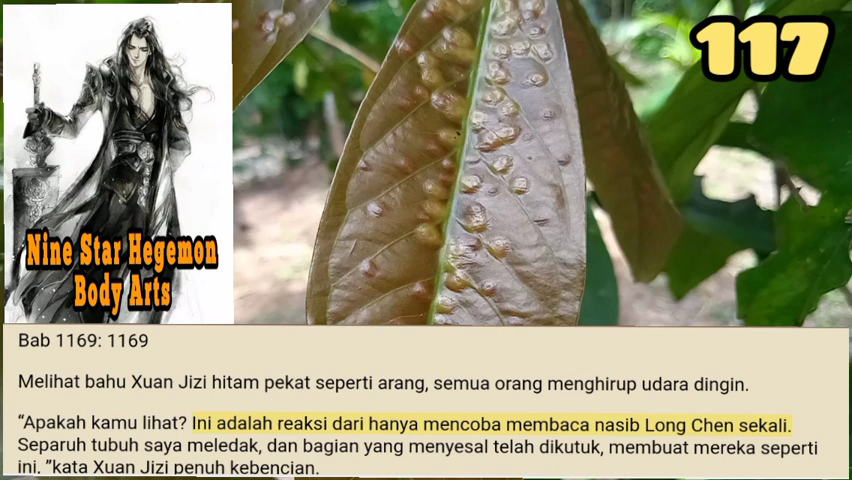 117
Nine Star Hegemon
Body Arts
Bab 1169: 1169
Melihat bahu Xuan Jizi hitam pekat seperti arang, semua orang menghirup udara dingin.
“Apakah kamu lihat? Ini adalah reaksi dari hanya mencoba membaca nasib Long Chen sekali.
Separuh tubuh saya meledak, dan bagian yang menyesal telah dikutuk, membuat mereka seperti
ini. ”kata Xuan Jizi penuh kebencian.